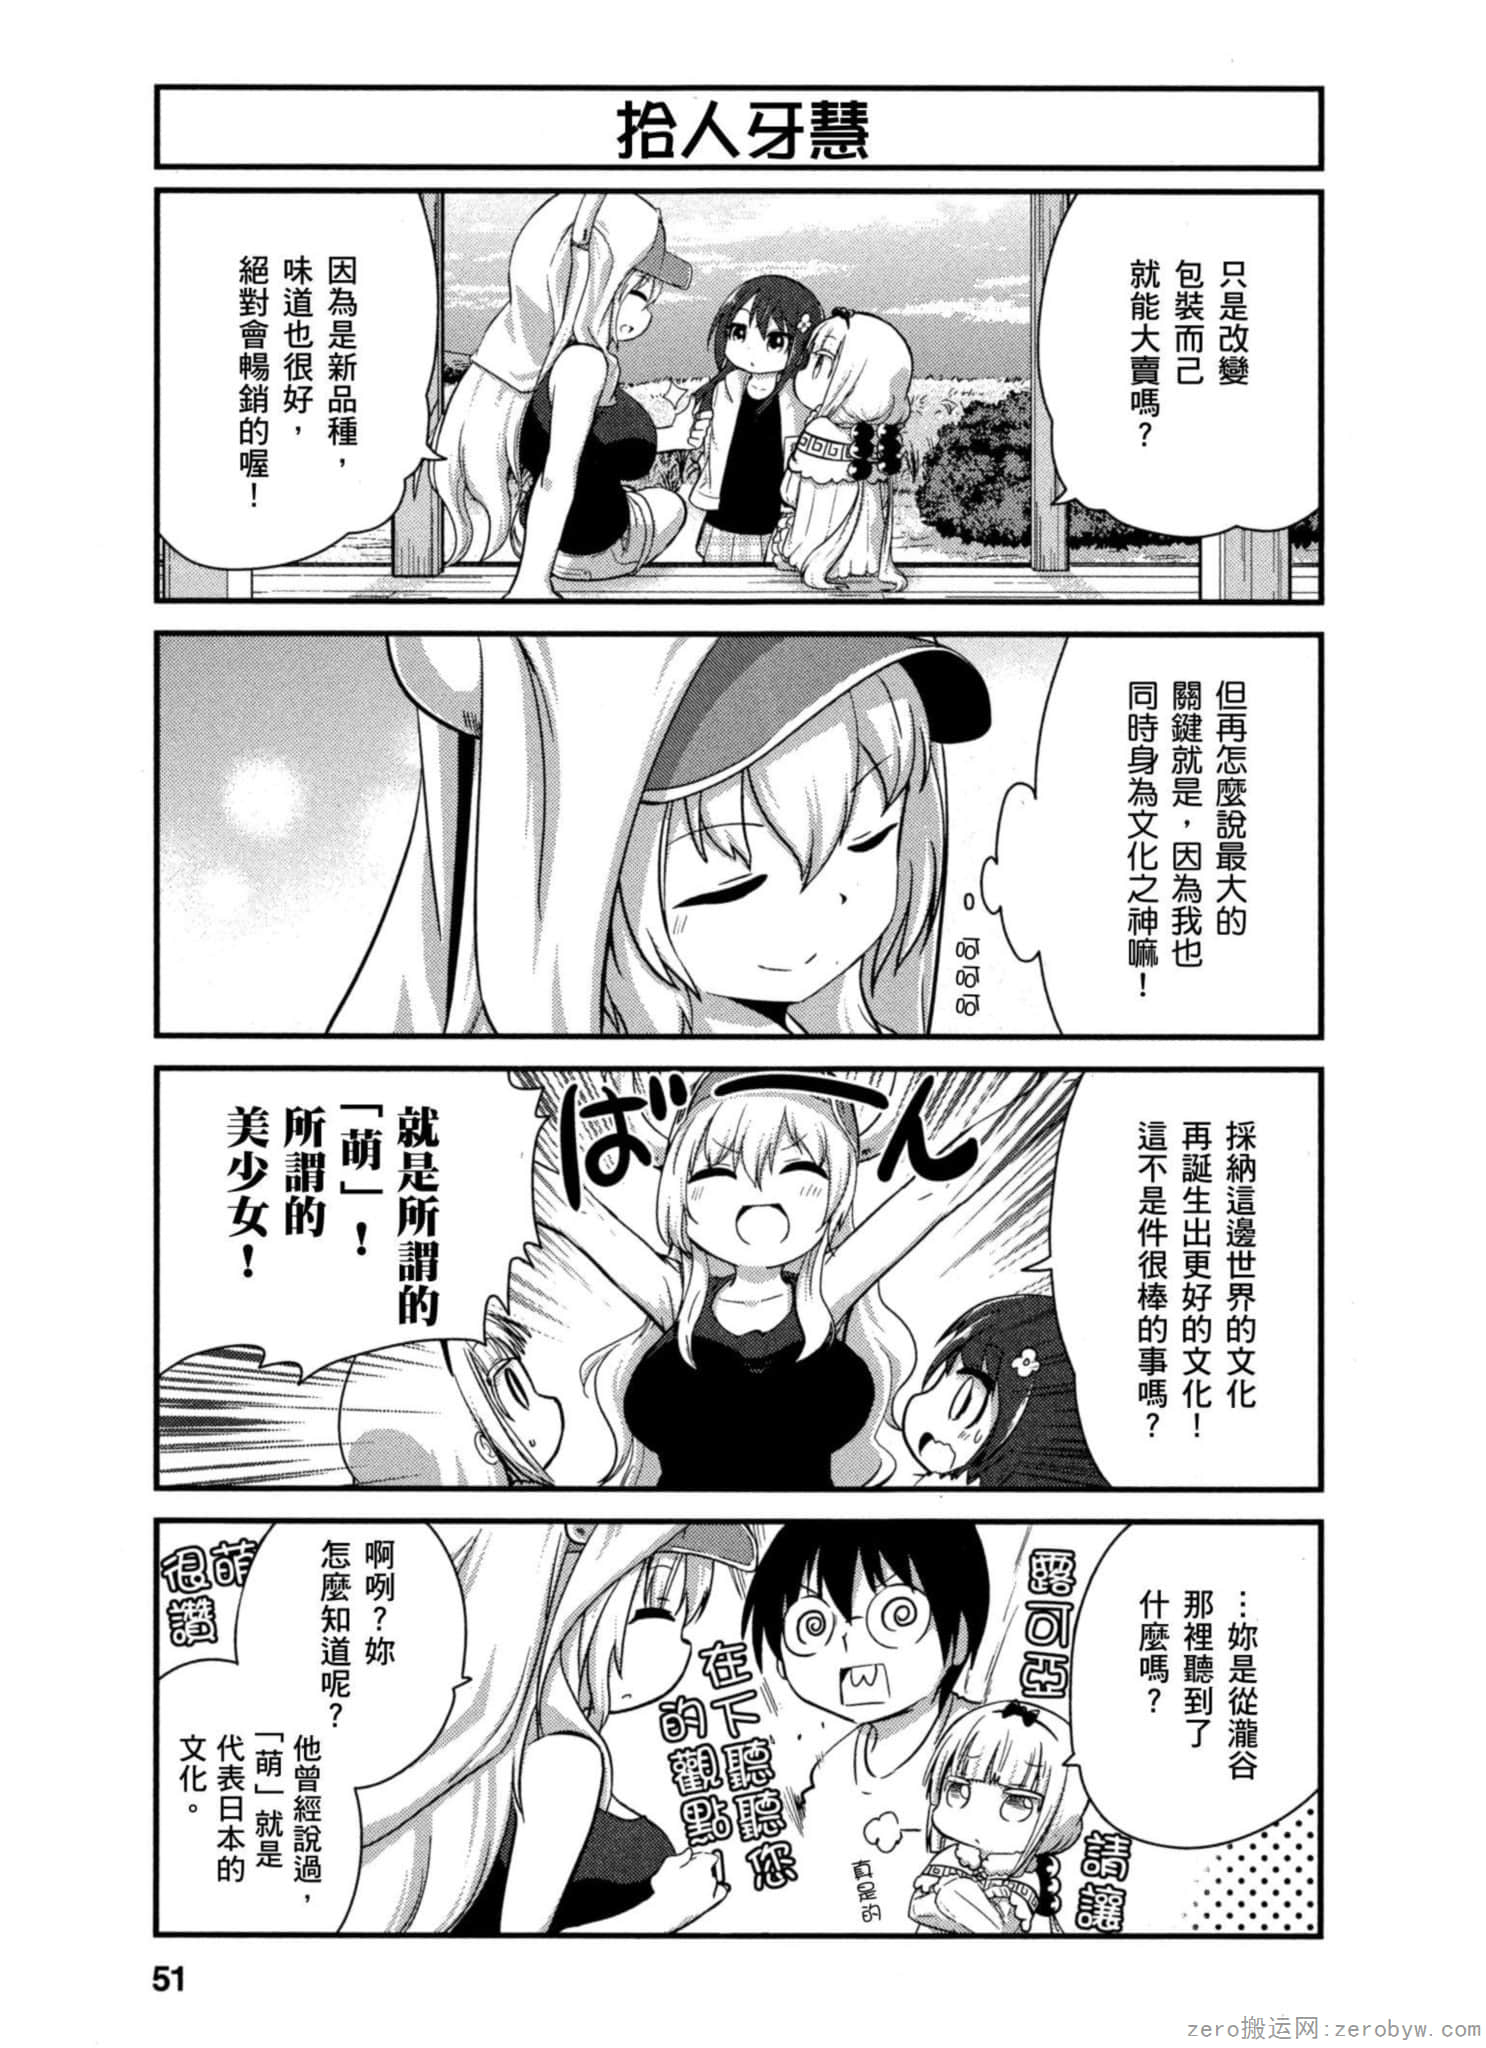 拾人牙慧
只是改變
包裝而已
就能大賣嗎？
因為是新品種，
味道也很好，
絕對會暢銷的喔！
但再怎麼說最大的
關鍵就是，因為我也
同時身為文化之神嘛！
呵呵呵
採納這邊世界的文化
再誕生出更好的文化！
這不是件很棒的事嗎？
ばーん
就是所謂的
「萌」！
所謂的
美少女！
…妳是從瀧谷
那裡聽到了
什麼嗎？
露可亞
請讓
在下聽聽您
的觀點
真是的
啊咧？妳
怎麼知道呢？
他曾經說過，
「萌」就是
代表日本的
文化。
萌
很讚
51
zero搬运网:zerobyw.com